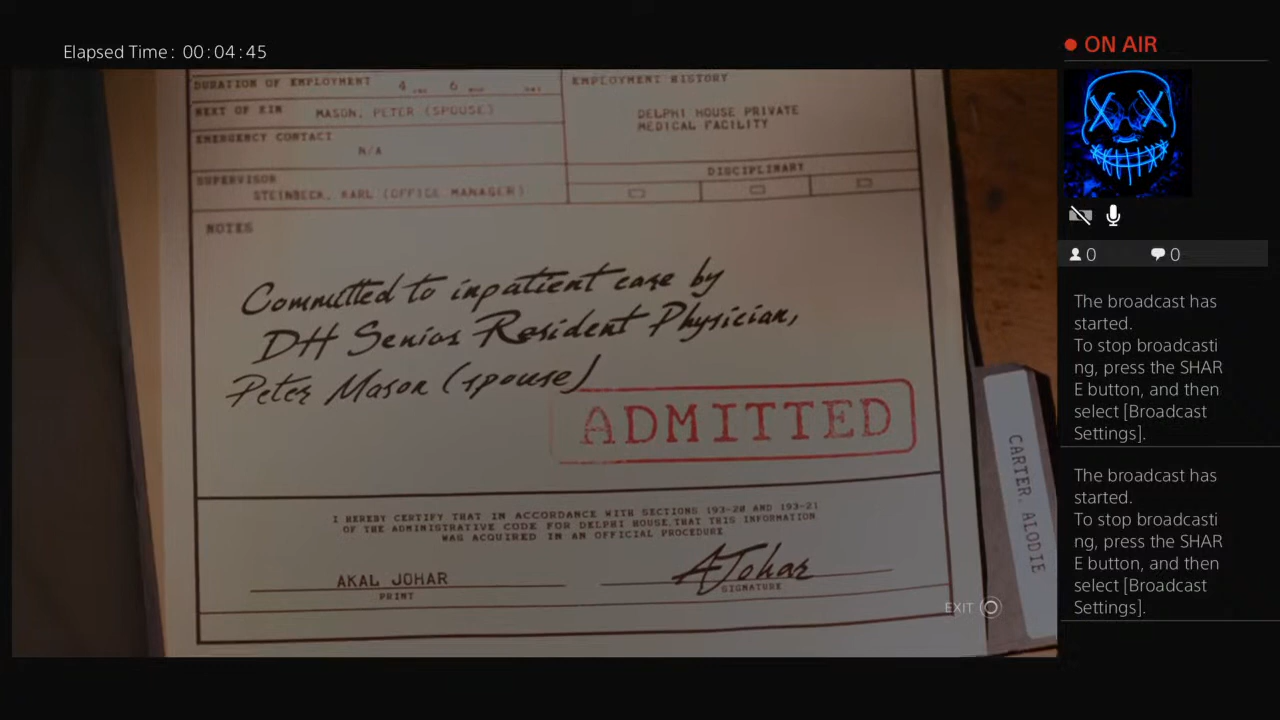 Elapsed Time: 00:04:45
ON AIR
DURATION OF EMPLOYMENT 4 6
EMPLOYMENT HISTORY
NEXT OF KIN MASON, PETER (SPOUSE)
DELPHI HOUSE PRIVATE
MEDICAL FACILITY
EMERGENCY CONTACT
N/A
SUPERVISOR
STEINBECK, KARL (OFFICE MANAGER)
DISCIPLINARY
NOTES
Committed to inpatient care by
DH Senior Resident Physician,
Peter Mason (spouse)
ADMITTED
I HEREBY CERTIFY THAT IN ACCORDANCE WITH SECTIONS 193-20 AND 193-21
OF THE ADMINISTRATIVE CODE FOR DELPHI HOUSE THAT THIS INFORMATION
WAS ACQUIRED IN AN OFFICIAL PROCEDURE
AKAL JOHAR
PRINT
AJohar
SIGNATURE
EXIT
CARTER, ALODIE
0 0
The broadcast has
started.
To stop broadcasti
ng, press the SHAR
E button, and then
select [Broadcast
Settings].
The broadcast has
started.
To stop broadcasti
ng, press the SHAR
E button, and then
select [Broadcast
Settings].